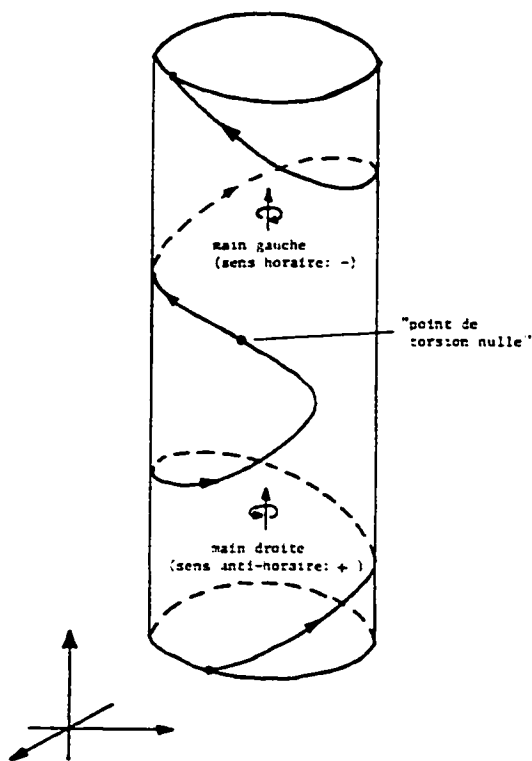 main gauche
(sens horaire: -)
"point de
torsion nulle"
main droite
(sens anti-horaire: + )